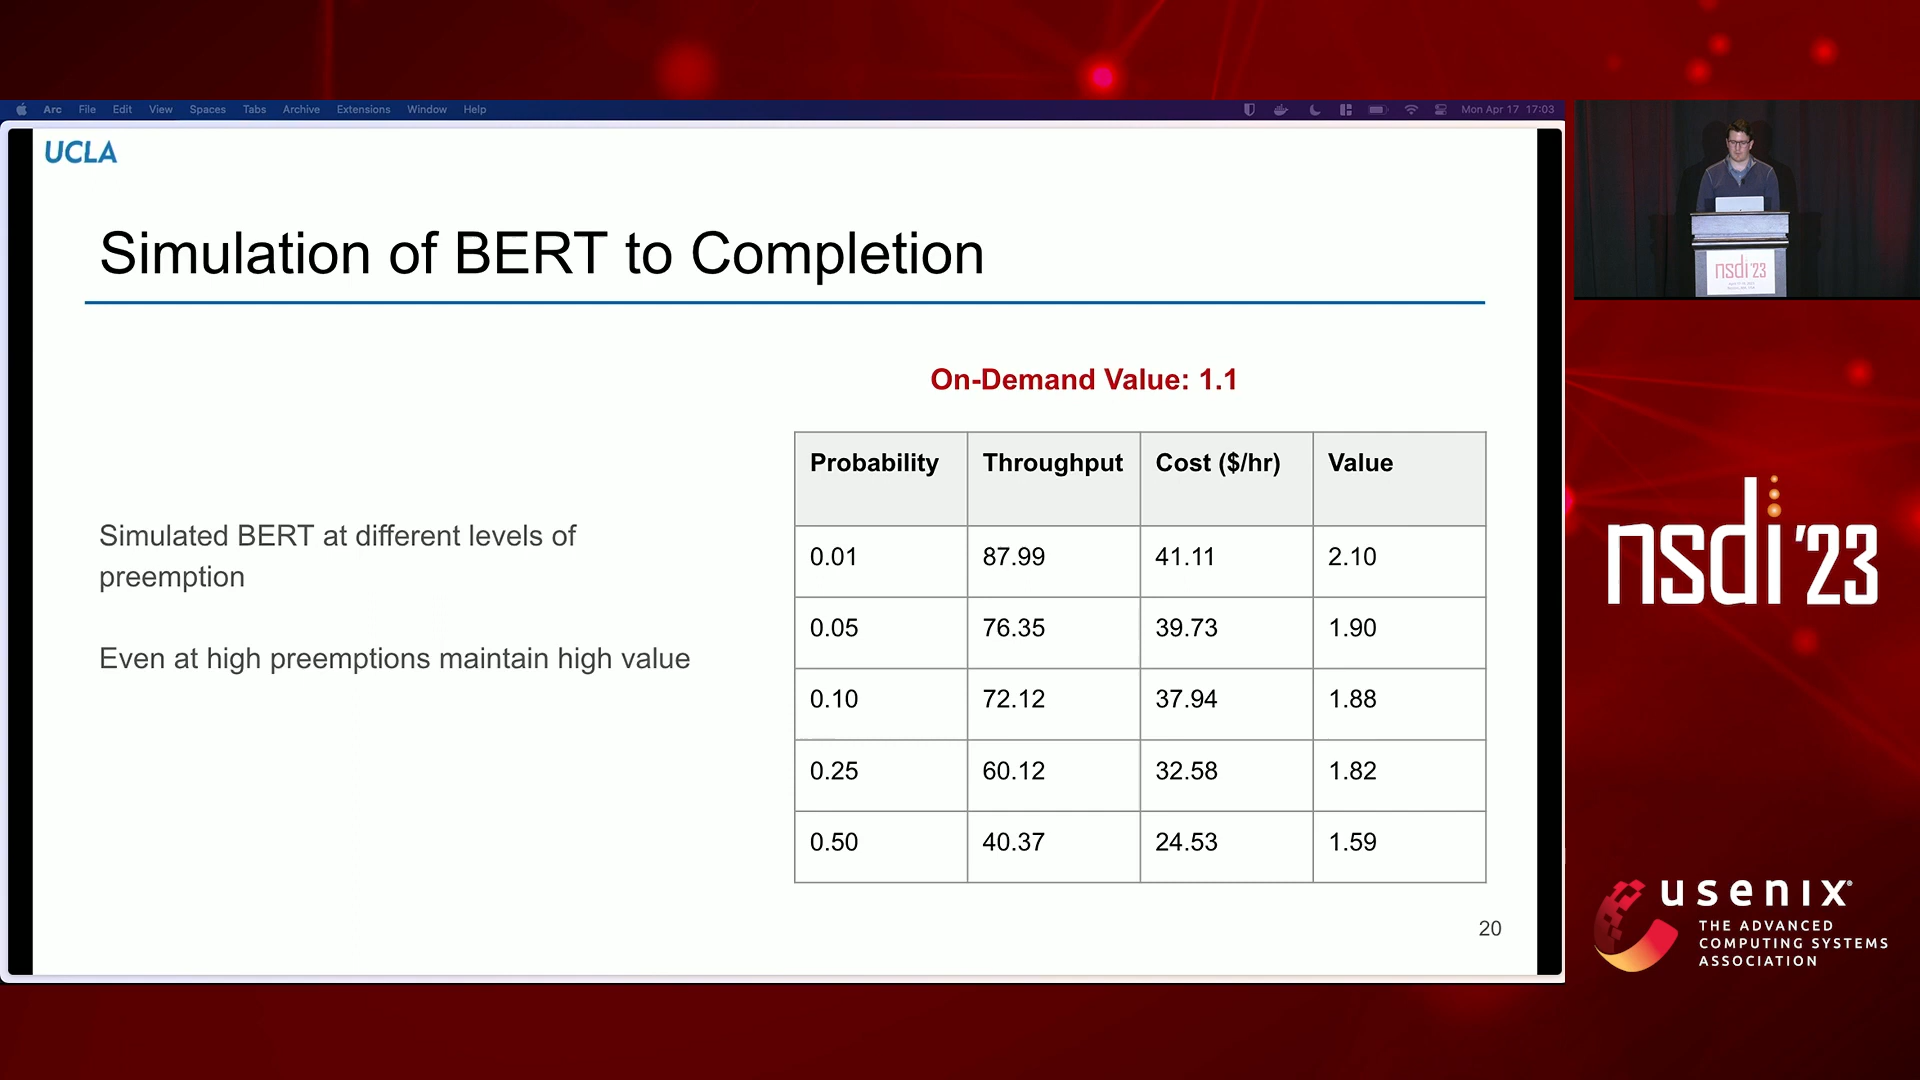 Arc File Edit View Spaces Tabs Archive Extensions Window Help Mon Apr 17 17:03
UCLA
Simulation of BERT to Completion
On-Demand Value: 1.1
Simulated BERT at different levels of
preemption
Even at high preemptions maintain high value
Probability Throughput Cost ($/hr) Value
0.01 87.99 41.11 2.10
0.05 76.35 39.73 1.90
0.10 72.12 37.94 1.88
0.25 60.12 32.58 1.82
0.50 40.37 24.53 1.59
20
nsdi '23
nsdi '23
usenix®
THE ADVANCED
COMPUTING SYSTEMS
ASSOCIATION